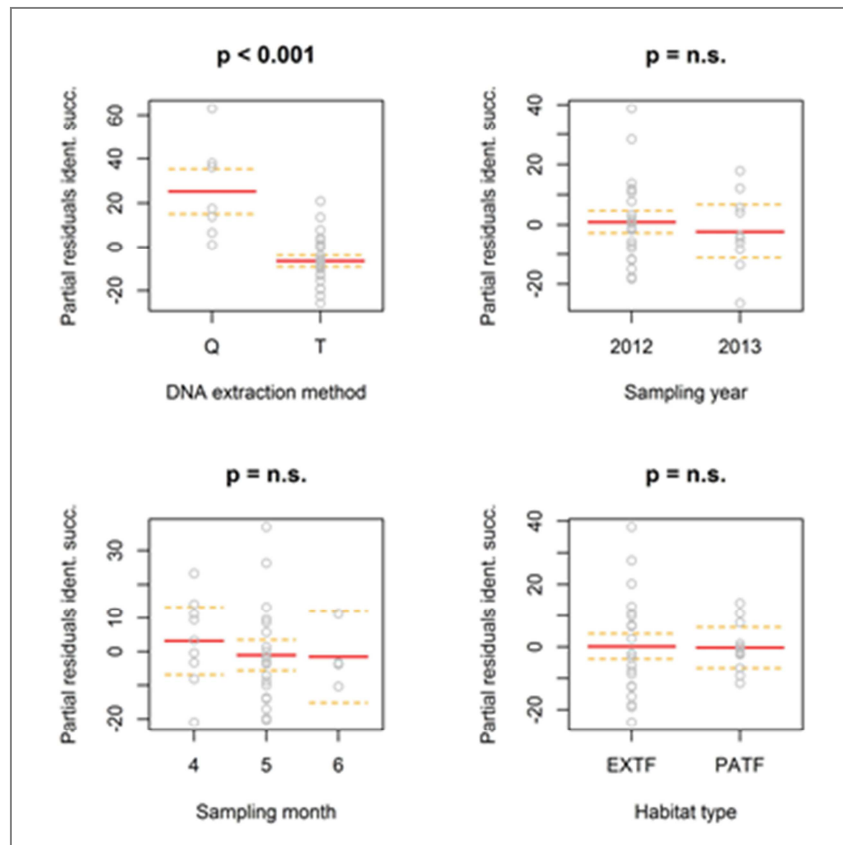 p < 0.001
Partial residuals ident. succ.
60
40
20
0
-20
Q T
DNA extraction method
p = n.s.
Partial residuals ident. succ.
40
20
0
-20
2012 2013
Sampling year
p = n.s.
Partial residuals ident. succ.
30
10
0
-20
4 5 6
Sampling month
p = n.s.
Partial residuals ident. succ.
40
20
0
-20
EXTF PATF
Habitat type